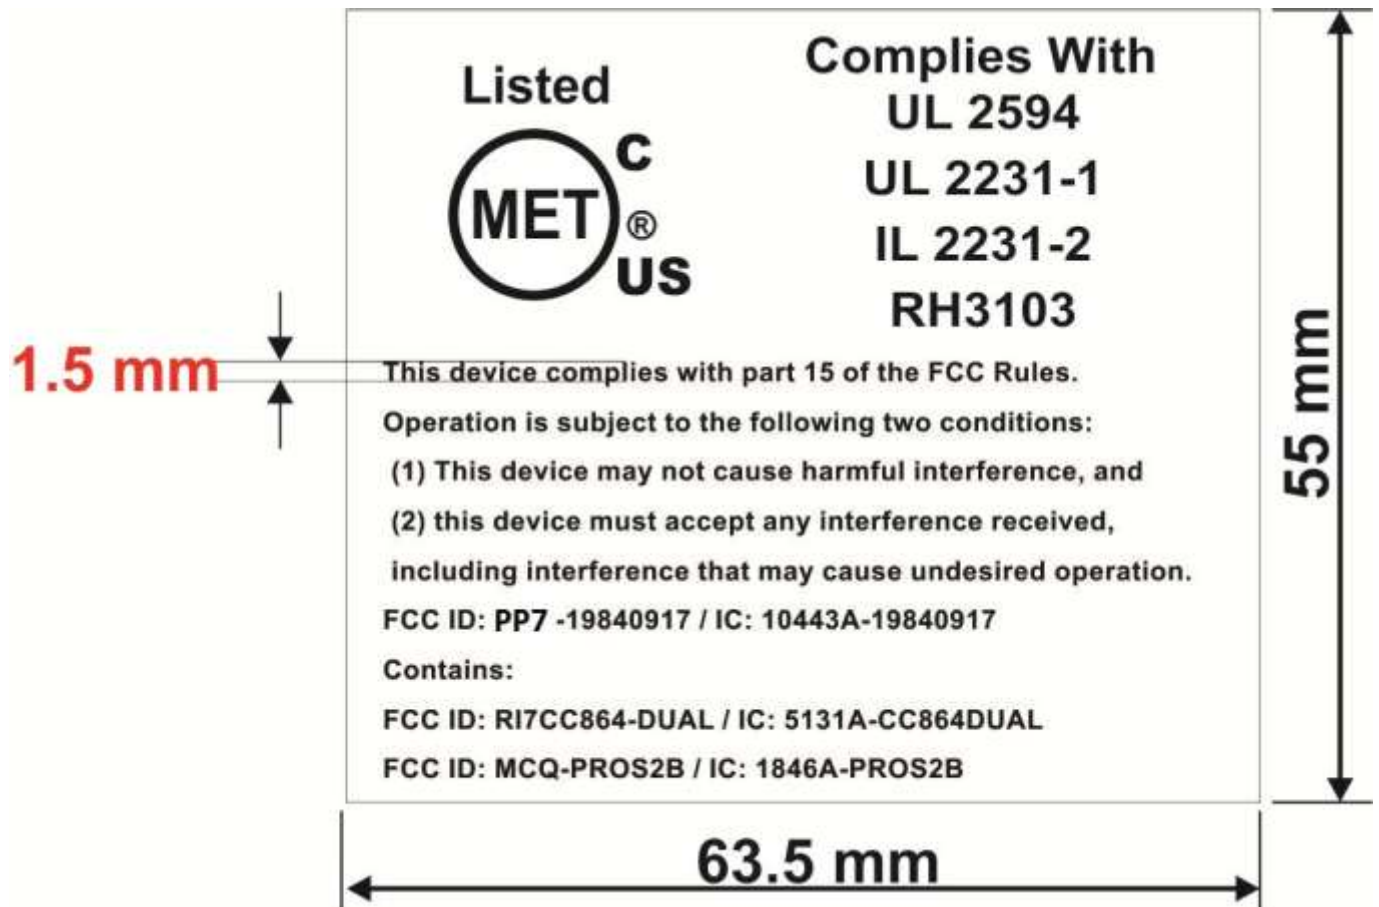 Listed
MET
C
®
US
Complies With
UL 2594
UL 2231-1
IL 2231-2
RH3103
1.5 mm
This device complies with part 15 of the FCC Rules.
Operation is subject to the following two conditions:
(1) This device may not cause harmful interference, and
(2) this device must accept any interference received,
including interference that may cause undesired operation.
FCC ID: PP7 -19840917 / IC: 10443A-19840917
Contains:
FCC ID: RI7CC864-DUAL / IC: 5131A-CC864DUAL
FCC ID: MCQ-PROS2B / IC: 1846A-PROS2B
55 mm
63.5 mm